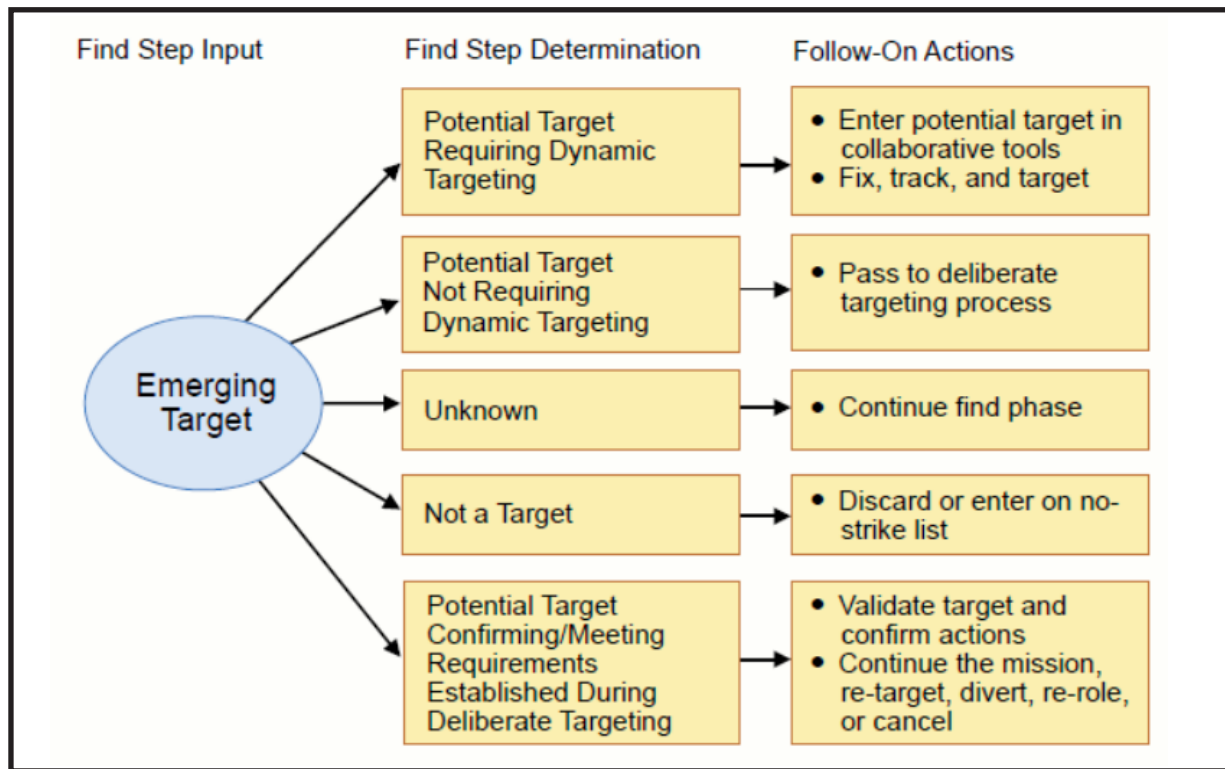 Find Step Input
Find Step Determination
Follow-On Actions
Emerging
Target
Potential Target
Requiring Dynamic
Targeting
• Enter potential target in
collaborative tools
• Fix, track, and target
Potential Target
Not Requiring
Dynamic Targeting
• Pass to deliberate
targeting process
Unknown
• Continue find phase
Not a Target
• Discard or enter on no-
strike list
Potential Target
Confirming/Meeting
Requirements
Established During
Deliberate Targeting
• Validate target and
confirm actions
• Continue the mission,
re-target, divert, re-role,
or cancel